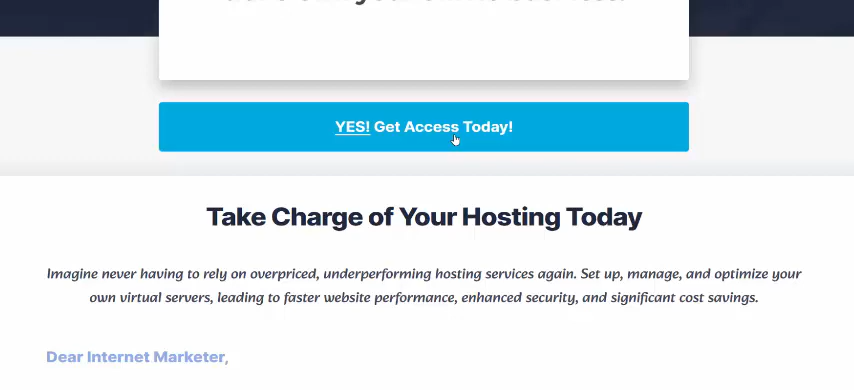 YES! Get Access Today!
Take Charge of Your Hosting Today
Imagine never having to rely on overpriced, underperforming hosting services again. Set up, manage, and optimize your
own virtual servers, leading to faster website performance, enhanced security, and significant cost savings.
Dear Internet Marketer,